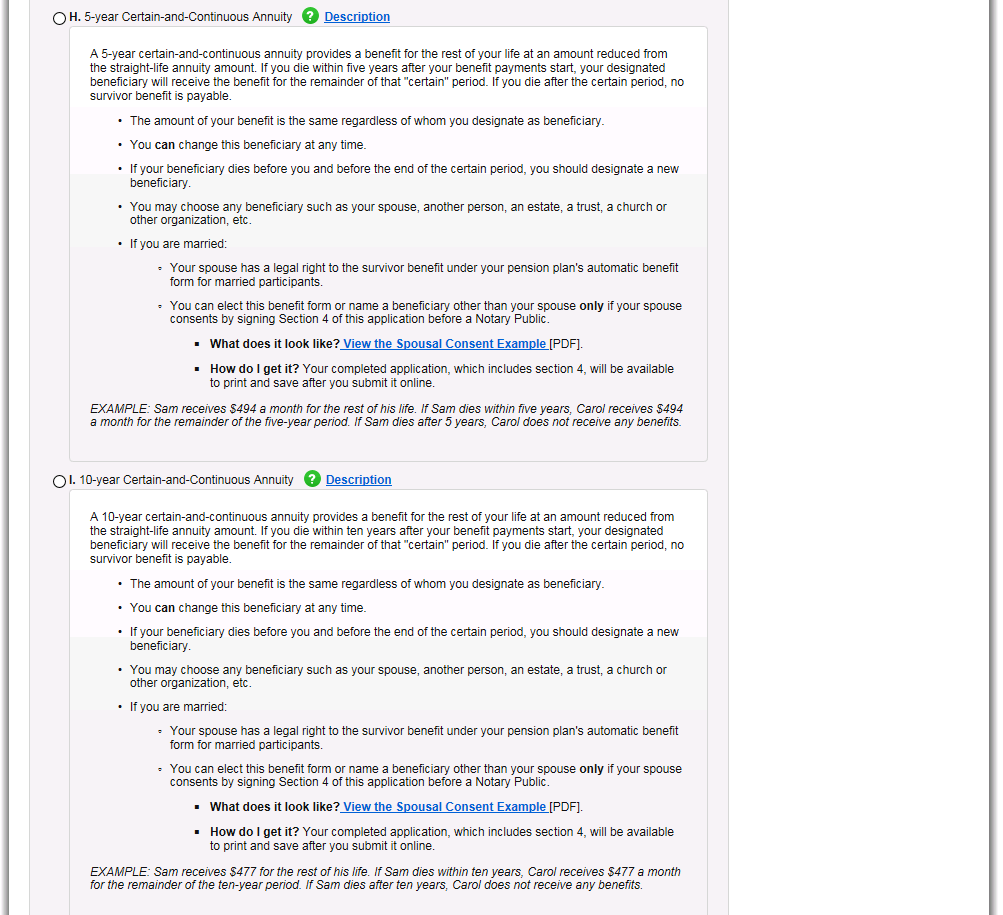 H. 5-year Certain-and-Continuous Annuity ? Description
A 5-year certain-and-continuous annuity provides a benefit for the rest of your life at an amount reduced from
the straight-life annuity amount. If you die within five years after your benefit payments start, your designated
beneficiary will receive the benefit for the remainder of that "certain" period. If you die after the certain period, no
survivor benefit is payable.
• The amount of your benefit is the same regardless of whom you designate as beneficiary.
• You can change this beneficiary at any time.
• If your beneficiary dies before you and before the end of the certain period, you should designate a new
beneficiary.
• You may choose any beneficiary such as your spouse, another person, an estate, a trust, a church or
other organization, etc.
• If you are married:
◦ Your spouse has a legal right to the survivor benefit under your pension plan's automatic benefit
form for married participants.
◦ You can elect this benefit form or name a beneficiary other than your spouse only if your spouse
consents by signing Section 4 of this application before a Notary Public.
▪ What does it look like? View the Spousal Consent Example [PDF].
▪ How do I get it? Your completed application, which includes section 4, will be available
to print and save after you submit it online.
EXAMPLE: Sam receives $494 a month for the rest of his life. If Sam dies within five years, Carol receives $494
a month for the remainder of the five-year period. If Sam dies after 5 years, Carol does not receive any benefits.
I. 10-year Certain-and-Continuous Annuity ? Description
A 10-year certain-and-continuous annuity provides a benefit for the rest of your life at an amount reduced from
the straight-life annuity amount. If you die within ten years after your benefit payments start, your designated
beneficiary will receive the benefit for the remainder of that "certain" period. If you die after the certain period, no
survivor benefit is payable.
• The amount of your benefit is the same regardless of whom you designate as beneficiary.
• You can change this beneficiary at any time.
• If your beneficiary dies before you and before the end of the certain period, you should designate a new
beneficiary.
• You may choose any beneficiary such as your spouse, another person, an estate, a trust, a church or
other organization, etc.
• If you are married:
◦ Your spouse has a legal right to the survivor benefit under your pension plan's automatic benefit
form for married participants.
◦ You can elect this benefit form or name a beneficiary other than your spouse only if your spouse
consents by signing Section 4 of this application before a Notary Public.
▪ What does it look like? View the Spousal Consent Example [PDF].
▪ How do I get it? Your completed application, which includes section 4, will be available
to print and save after you submit it online.
EXAMPLE: Sam receives $477 for the rest of his life. If Sam dies within ten years, Carol receives $477 a month
for the remainder of the ten-year period. If Sam dies after ten years, Carol does not receive any benefits.